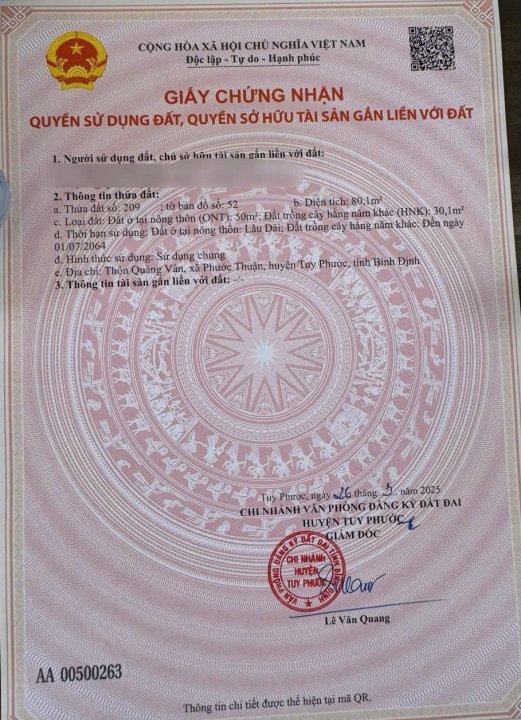 CỘNG HÒA XÃ HỘI CHỦ NGHĨA VIỆT NAM
Độc lập - Tự do - Hạnh phúc
GIẤY CHỨNG NHẬN
QUYỀN SỬ DỤNG ĐẤT, QUYỀN SỞ HỮU TÀI SẢN GẮN LIỀN VỚI ĐẤT
1. Người sử dụng đất, chủ sở hữu tài sản gắn liền với đất:
2. Thông tin thửa đất:
a. Thửa đất số: 209 ; tờ bản đồ số: 52 b. Diện tích: 80,1m²
c. Loại đất: Đất ở tại nông thôn (ONT): 50m²; Đất trồng cây hằng năm khác (HNK): 30,1m²
d. Thời hạn sử dụng: Đất ở tại nông thôn: Lâu Dài; Đất trồng cây hằng năm khác: Đến ngày
01/07/2064
đ. Hình thức sử dụng: Sử dụng chung
e. Địa chỉ: Thôn Quảng Vân, xã Phước Thuận, huyện Tuy Phước, tỉnh Bình Định
3. Thông tin tài sản gắn liền với đất: -/-
Tuy Phước, ngày 26 tháng 5 năm 2025
CHI NHÁNH VĂN PHÒNG ĐĂNG KÝ ĐẤT ĐAI
HUYỆN TUY PHƯỚC
GIÁM ĐỐC
VĂN PHÒNG ĐĂNG KÝ ĐẤT ĐAI TỈNH BÌNH ĐỊNH
CHI NHÁNH
HUYỆN
TUY PHƯỚC
Lê Văn Quang
AA 00500263
Thông tin chi tiết được thể hiện tại mã QR.